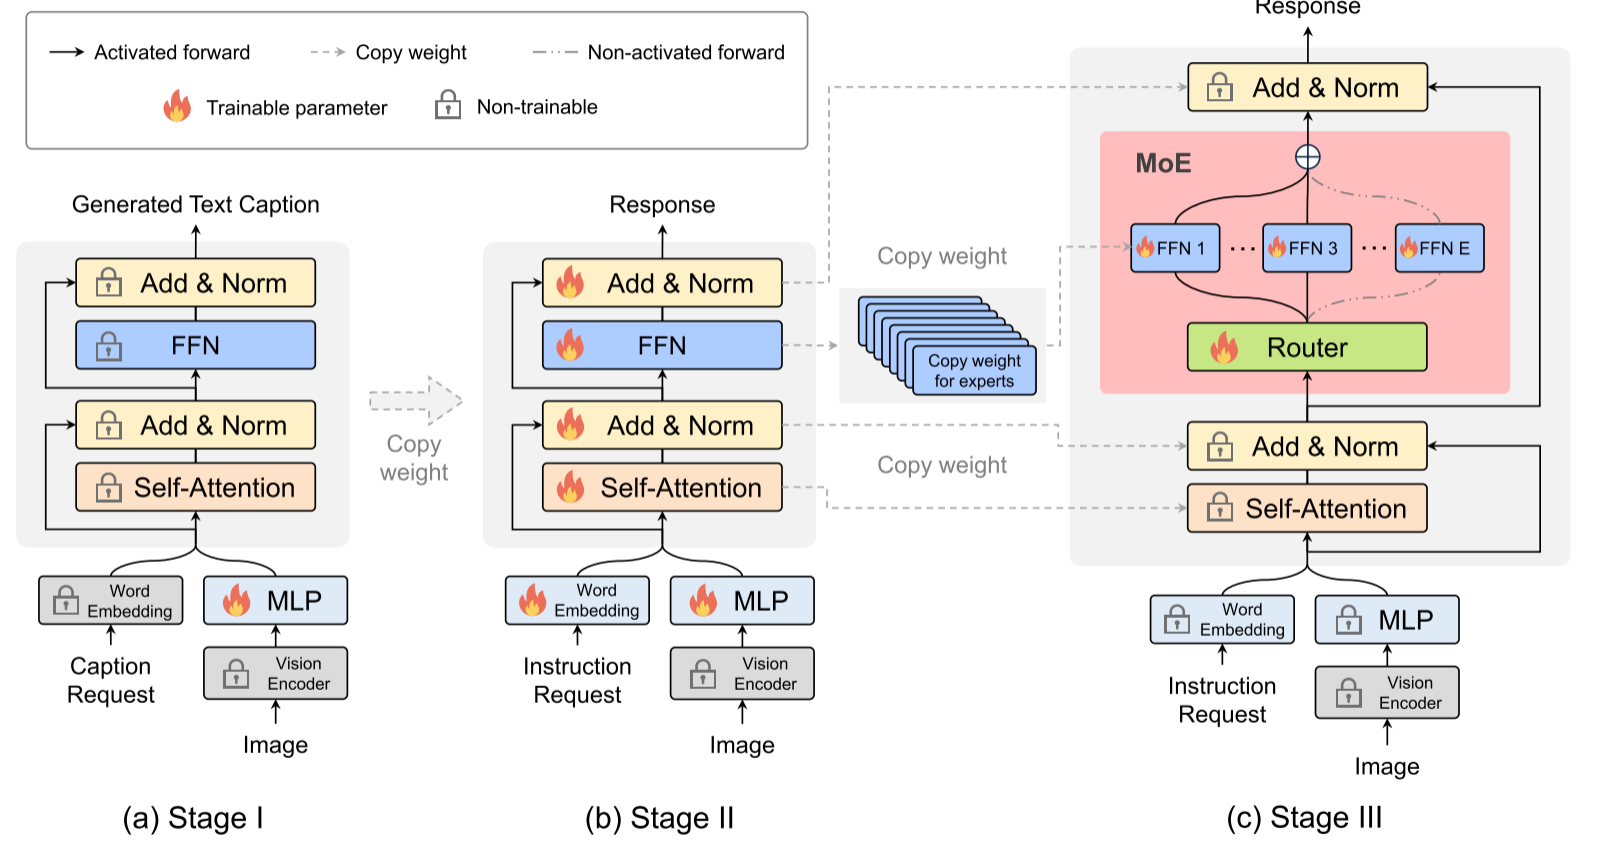 Activated forward
Copy weight
Non-activated forward
Trainable parameter
Non-trainable
Generated Text Caption
Add & Norm
FFN
Add & Norm
Self-Attention
Word
Embedding
MLP
Caption
Request
Vision
Encoder
Image
(a) Stage I
Copy
weight
Response
Add & Norm
FFN
Add & Norm
Self-Attention
Word
Embedding
MLP
Instruction
Request
Vision
Encoder
Image
(b) Stage II
Copy weight
Copy weight
for experts
Copy weight
Response
Add & Norm
MoE
FFN 1
...
FFN 3
...
FFN E
Router
Add & Norm
Self-Attention
Word
Embedding
MLP
Instruction
Request
Vision
Encoder
Image
(c) Stage III